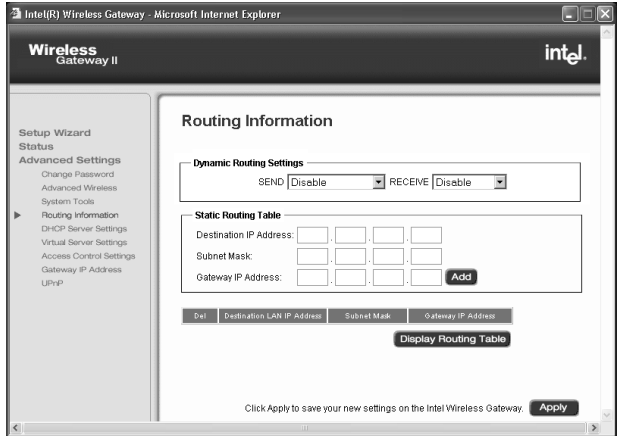 Intel(R) Wireless Gateway - Microsoft Internet Explorer
Wireless
Gateway II
intel.
Setup Wizard
Status
Advanced Settings
Change Password
Advanced Wireless
System Tools
Routing Information
DHCP Server Settings
Virtual Server Settings
Access Control Settings
Gateway IP Address
UPnP
Routing Information
Dynamic Routing Settings
SEND Disable RECEIVE Disable
Static Routing Table
Destination IP Address: . . .
Subnet Mask: . . .
Gateway IP Address: . . . Add
Del Destination LAN IP Address Subnet Mask Gateway IP Address
Display Routing Table
Click Apply to save your new settings on the Intel Wireless Gateway. Apply